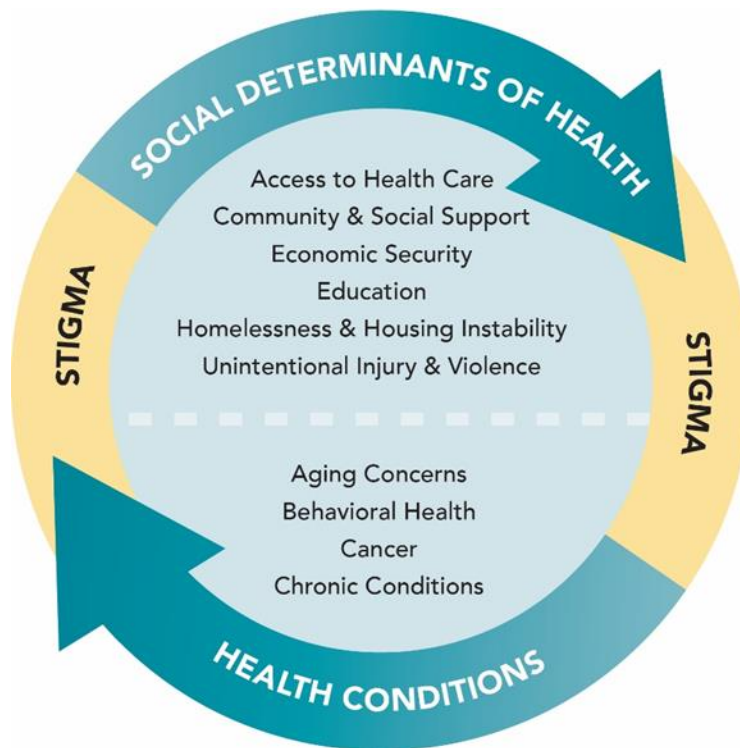 SOCIAL DETERMINANTS OF HEALTH
Access to Health Care
Community & Social Support
Economic Security
Education
Homelessness & Housing Instability
Unintentional Injury & Violence
STIGMA
STIGMA
Aging Concerns
Behavioral Health
Cancer
Chronic Conditions
HEALTH CONDITIONS